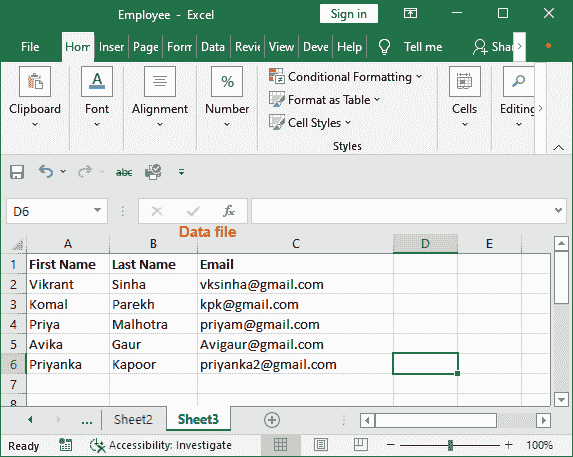 Employee - Excel
Sign in
File Hom Inser Page Forr Data Revie View Deve Help Tell me Shar
Clipboard
Font
Alignment
Number
Conditional Formatting
Format as Table
Cell Styles
Styles
Cells
Editing
abc
D6
fx
Data file
A B C D E
1 First Name Last Name Email
2 Vikrant Sinha vksinha@gmail.com
3 Komal Parekh kpk@gmail.com
4 Priya Malhotra priyam@gmail.com
5 Avika Gaur Avigaur@gmail.com
6 Priyanka Kapoor priyanka2@gmail.com
7
8
... Sheet2 Sheet3
Ready Accessibility: Investigate 100%